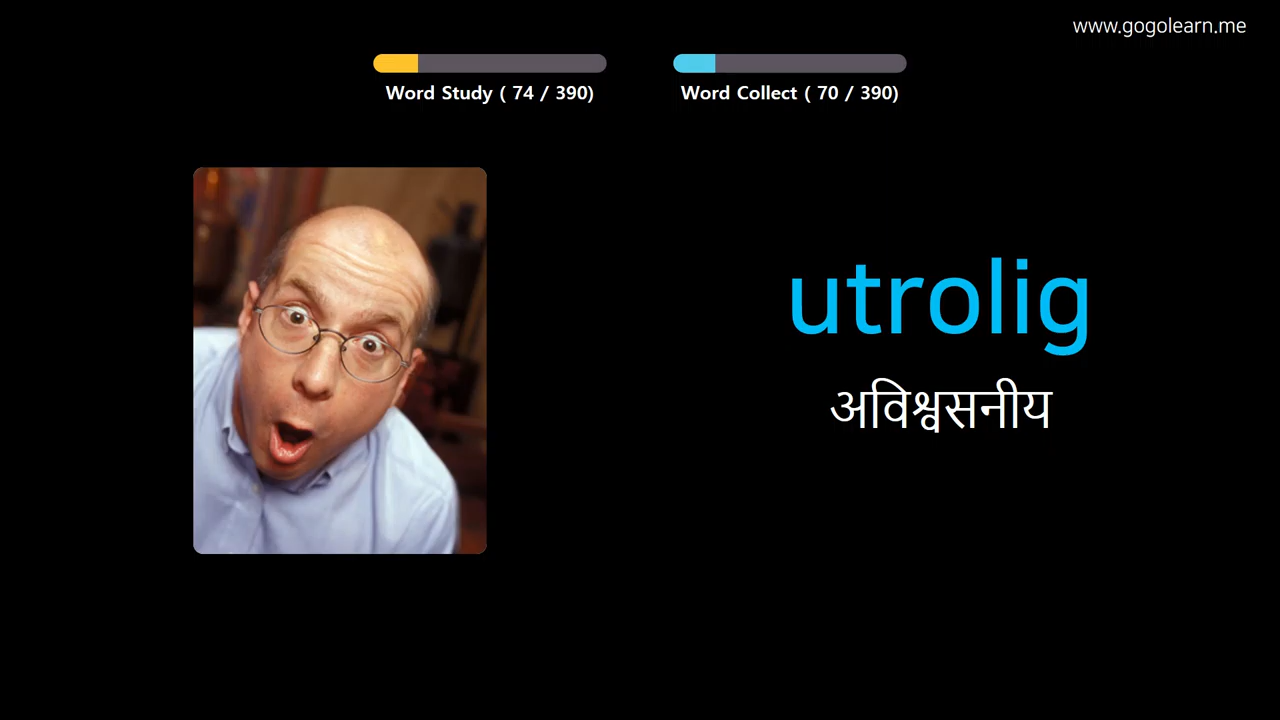 www.gogolearn.me
Word Study ( 74 / 390)
Word Collect ( 70 / 390)
utrolig
अविश्वसनीय